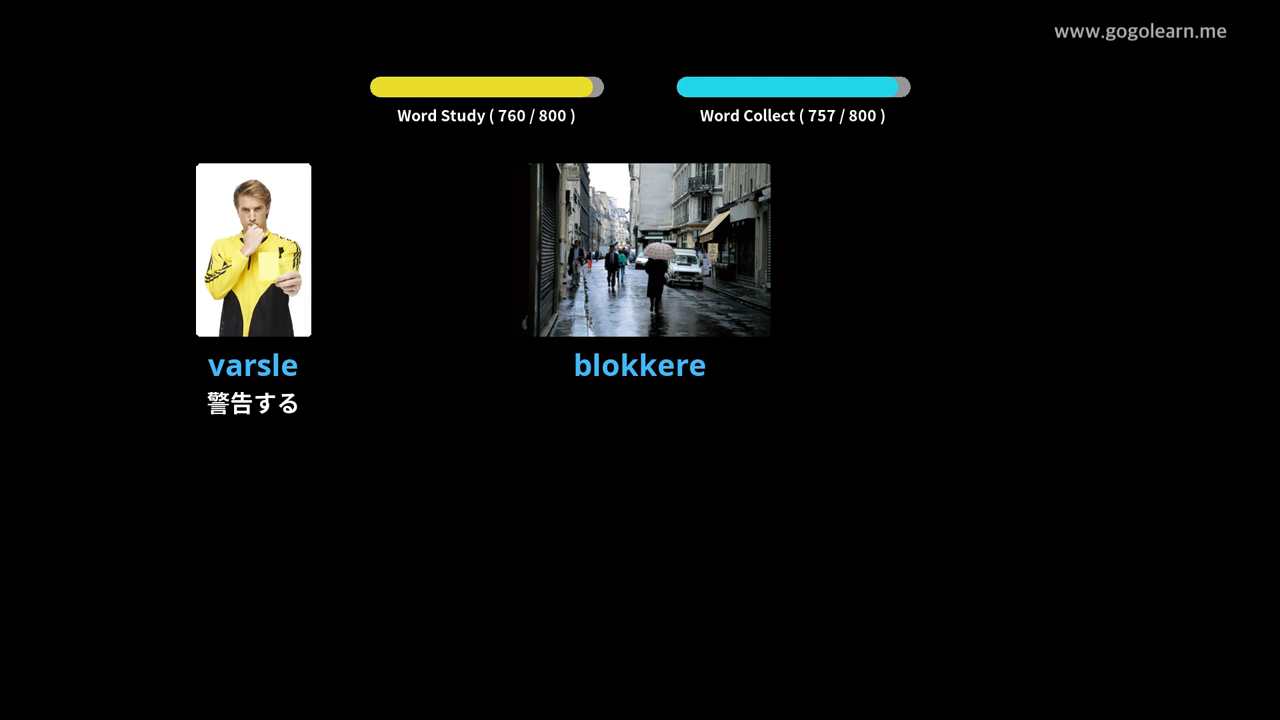 www.gogolearn.me
Word Study ( 760 / 800 )
Word Collect ( 757 / 800 )
varsle
blokkere
警告する